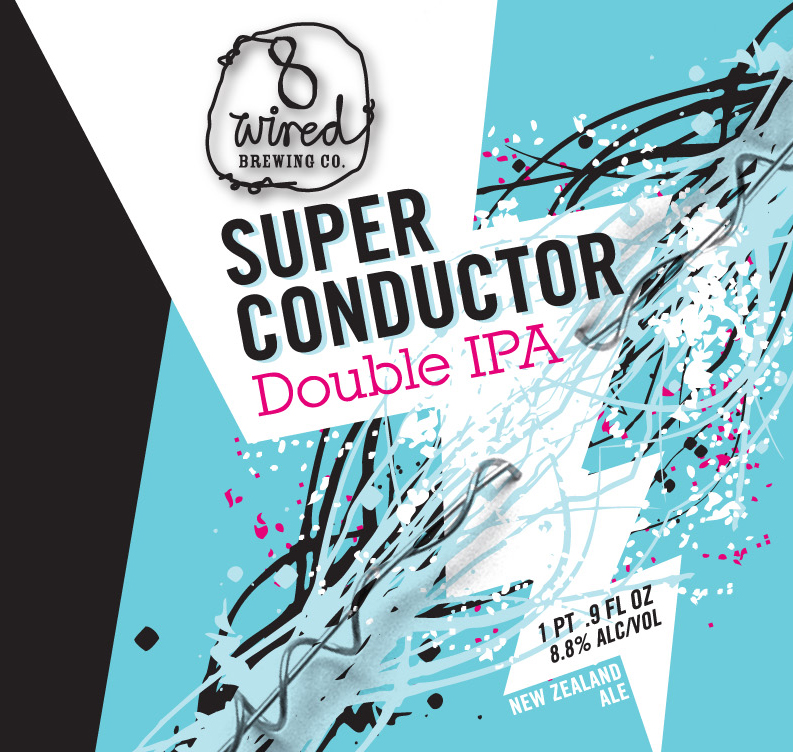 8
wired
BREWING CO.
SUPER
CONDUCTOR
Double IPA
1 PT .9 FL OZ
8.8% ALC/VOL
NEW ZEALAND
ALE